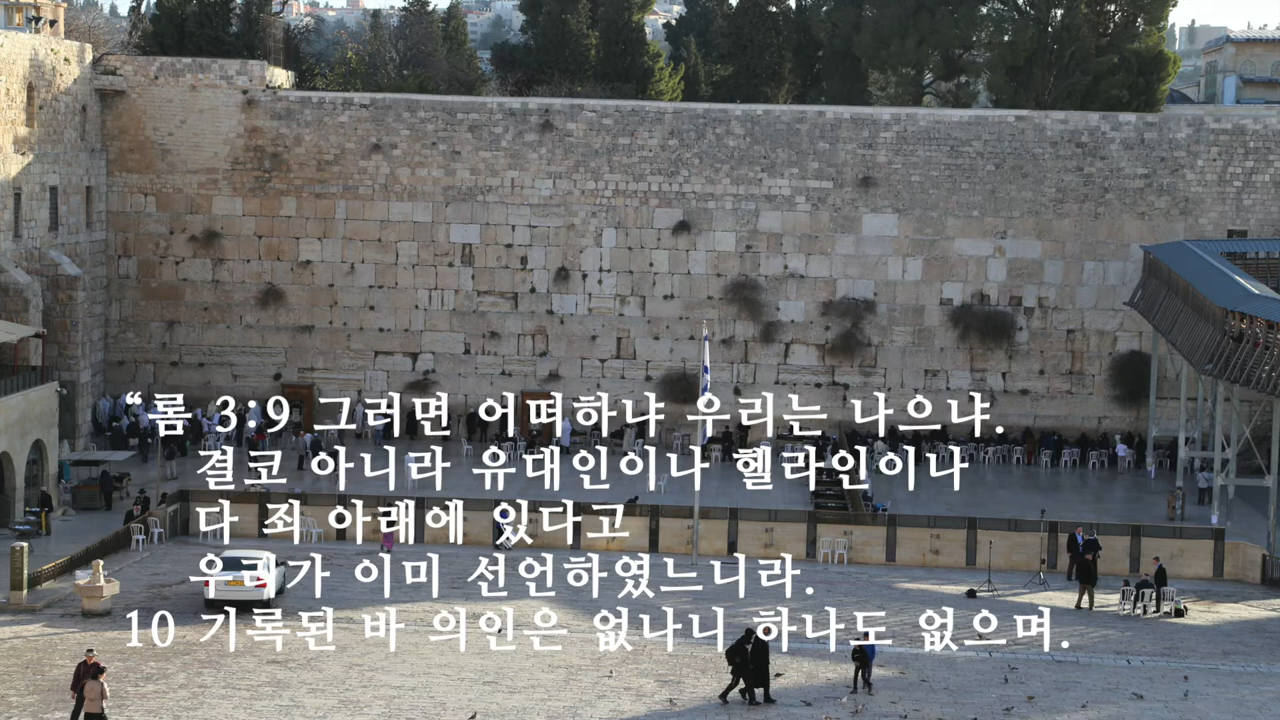 “롬 3:9 그러면 어떠하냐 우리는 나으냐.
결코 아니라 유대인이나 헬라인이나
다 죄 아래에 있다고
우리가 이미 선언하였느니라.
10 기록된 바 의인은 없나니 하나도 없으며.